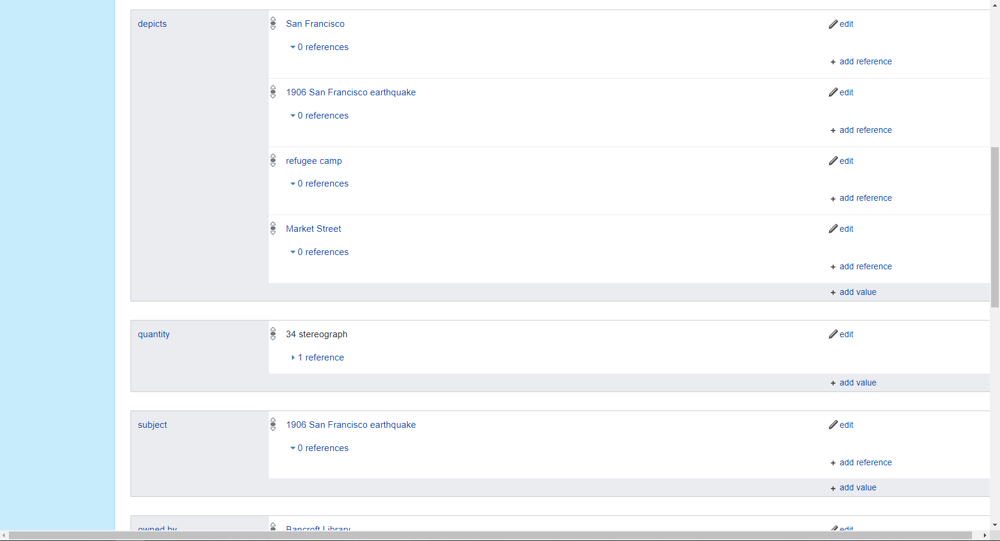 depicts
San Francisco
edit
0 references
+ add reference
1906 San Francisco earthquake
edit
0 references
+ add reference
refugee camp
edit
0 references
+ add reference
Market Street
edit
0 references
+ add reference
+ add value
quantity
34 stereograph
edit
1 reference
+ add value
subject
1906 San Francisco earthquake
edit
0 references
+ add reference
+ add value
owned by
Bancroft Library
edit